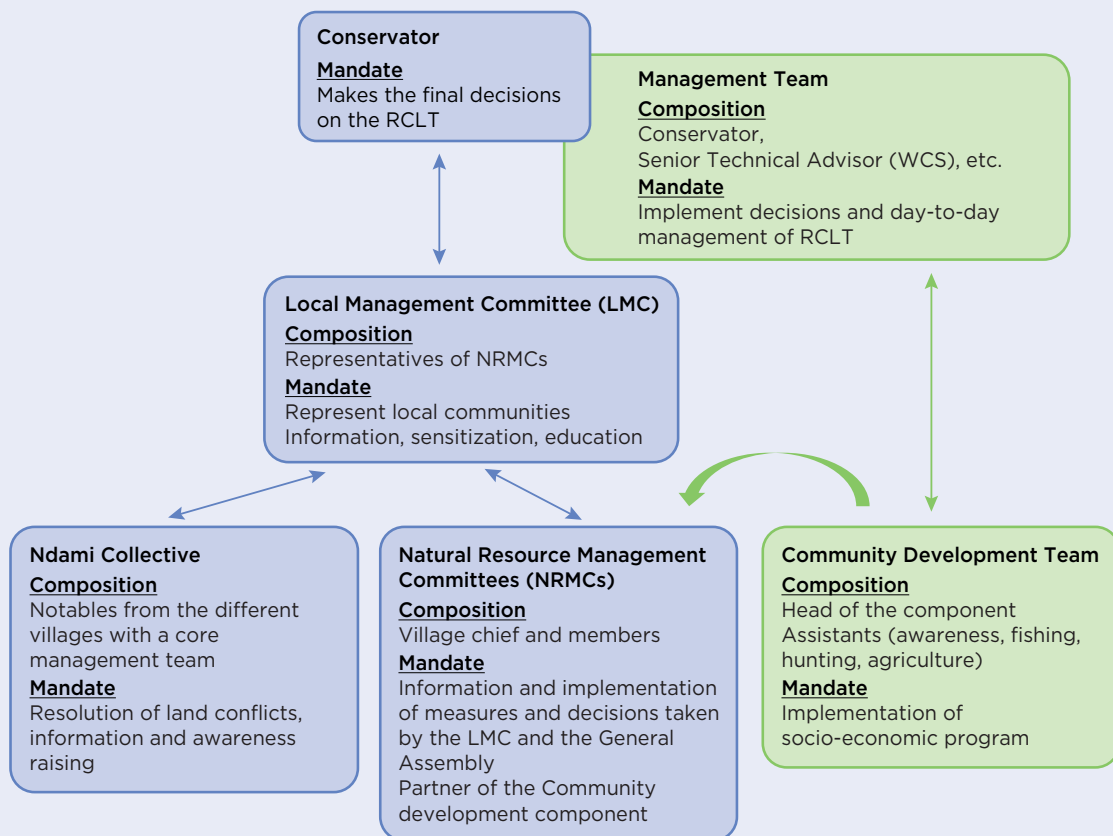 Conservator
Mandate
Makes the final decisions
on the RCLT
Management Team
Composition
Conservator,
Senior Technical Advisor (WCS), etc.
Mandate
Implement decisions and day-to-day
management of RCLT
Local Management Committee (LMC)
Composition
Representatives of NRMCs
Mandate
Represent local communities
Information, sensitization, education
Ndami Collective
Composition
Notables from the different
villages with a core
management team
Mandate
Resolution of land conflicts,
information and awareness
raising
Natural Resource Management
Committees (NRMCs)
Composition
Village chief and members
Mandate
Information and implementation
of measures and decisions taken
by the LMC and the General
Assembly
Partner of the Community
development component
Community Development Team
Composition
Head of the component
Assistants (awareness, fishing,
hunting, agriculture)
Mandate
Implementation of
socio-economic program